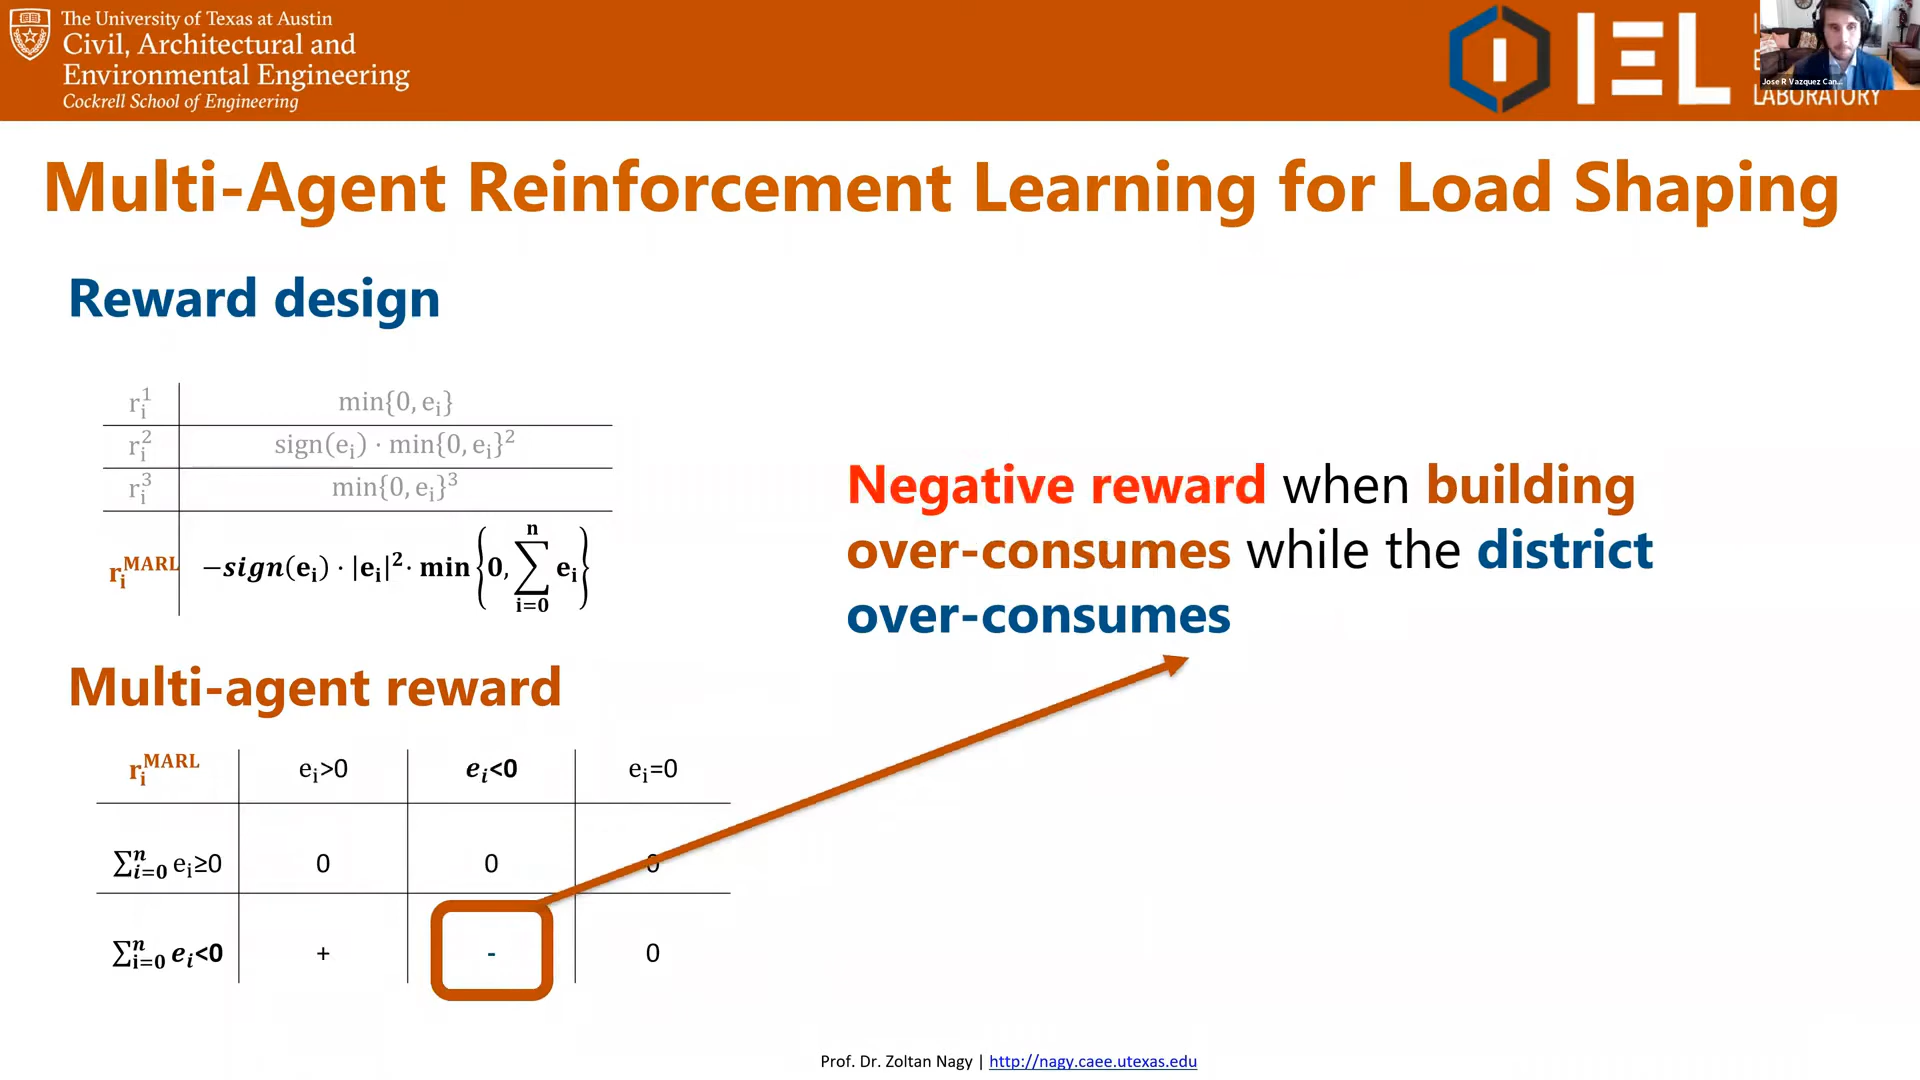 The University of Texas at Austin
Civil, Architectural and
Environmental Engineering
Cockrell School of Engineering
IEL
LABORATORY
Jose R Vazquez Can...
Multi-Agent Reinforcement Learning for Load Shaping
Reward design
r_i^1 min{0, e_i}
r_i^2 sign(e_i) · min{0, e_i}^2
r_i^3 min{0, e_i}^3
r_i^MARL −sign(e_i) · |e_i|^2 · min {0, ∑_{i=0}^n e_i}
Negative reward when building
over-consumes while the district
over-consumes
Multi-agent reward
r_i^MARL e_i>0 e_i<0 e_i=0
∑_{i=0}^n e_i≥0 0 0 0
∑_{i=0}^n e_i<0 + - 0
Prof. Dr. Zoltan Nagy | http://nagy.caee.utexas.edu